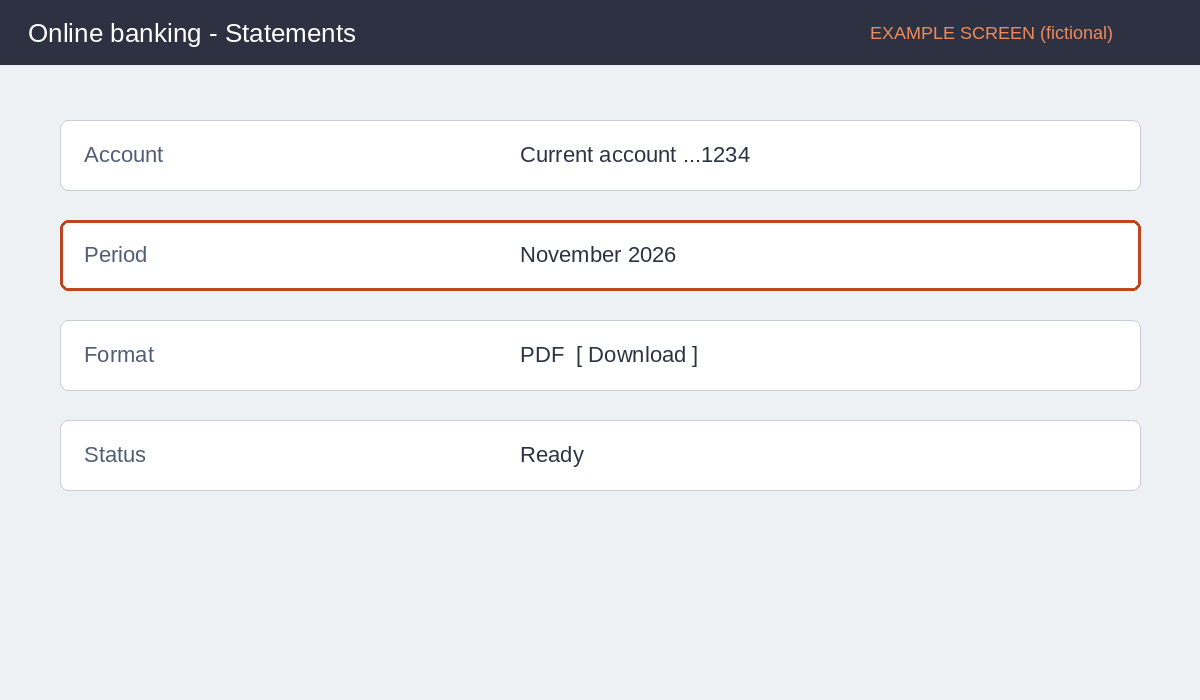 Online banking - Statements
EXAMPLE SCREEN (fictional)
Account
Current account ...1234
Period
November 2026
Format
PDF [ Download ]
Status
Ready